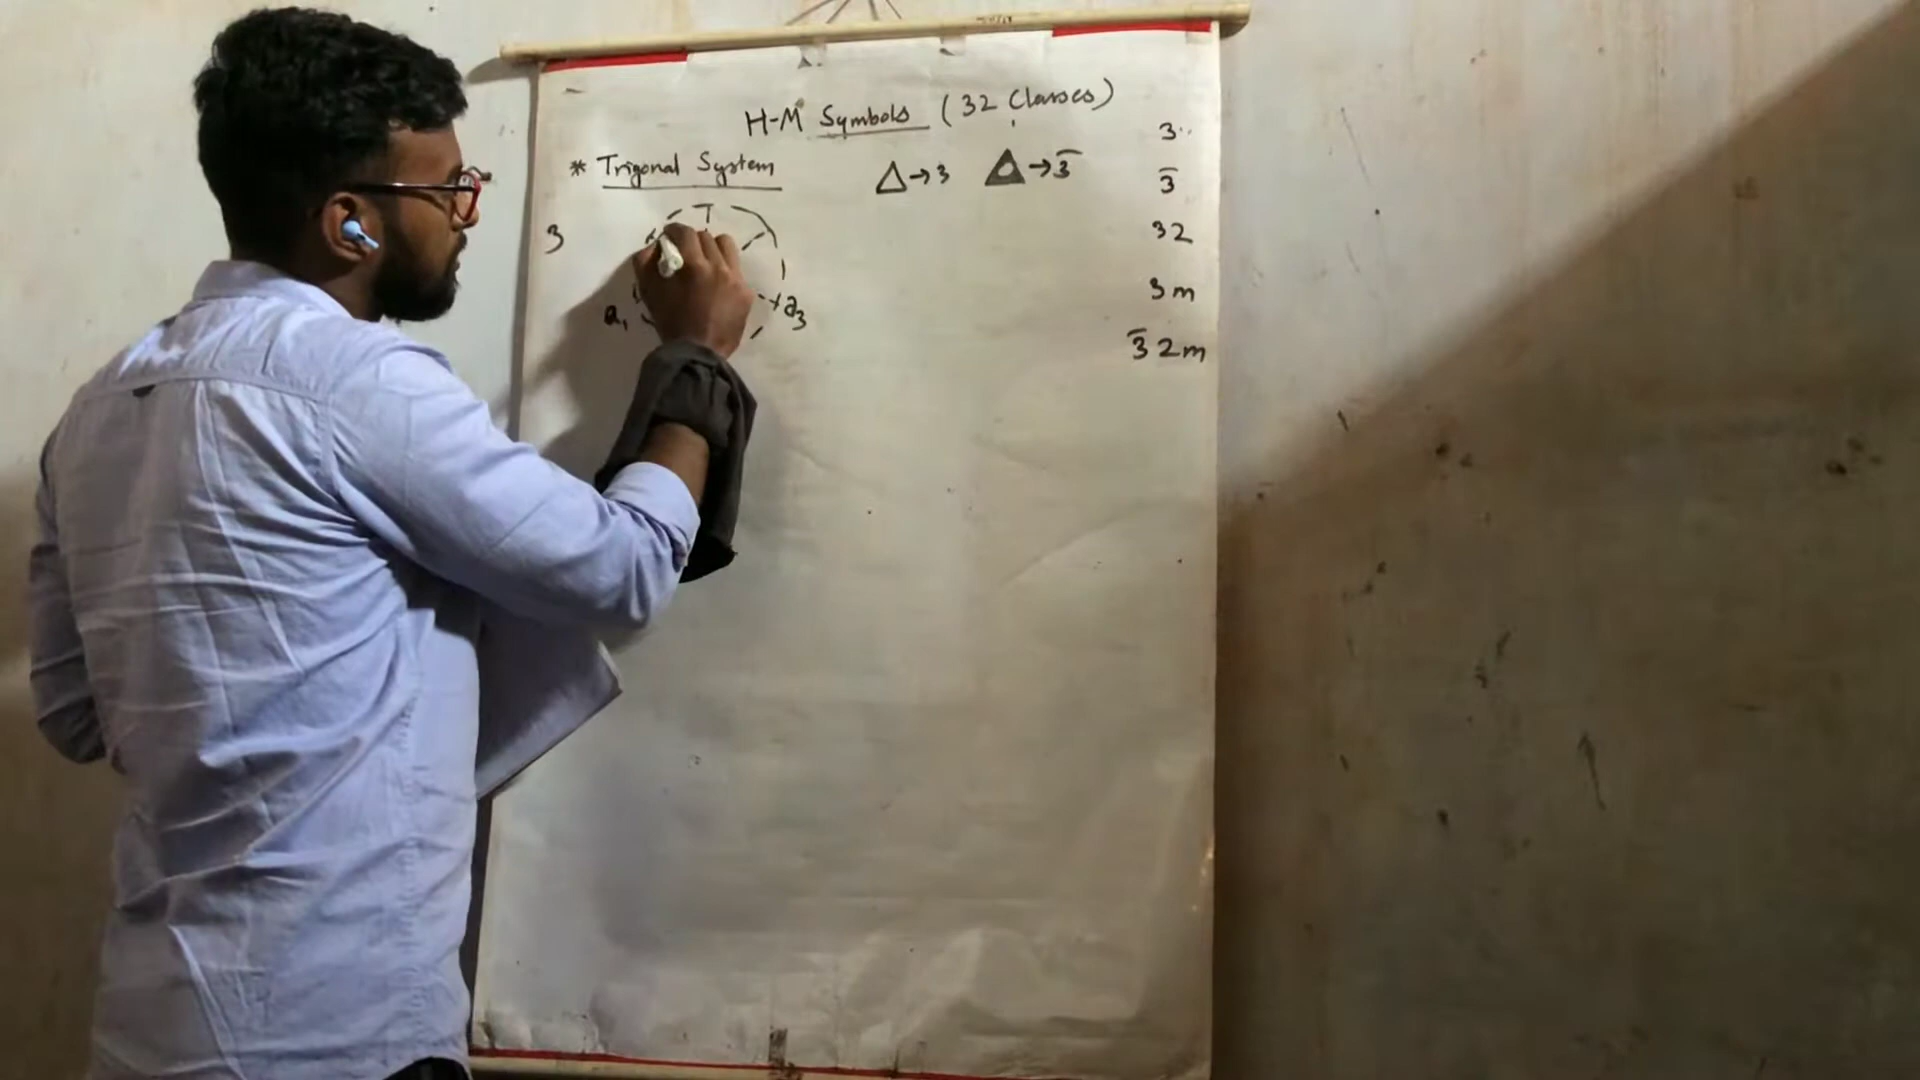 H-M Symbols (32 Classes)
* Trigonal System
△→3 ▲→3̅
3
3̅
32
3m
3̅2m
3
a₁
a₃